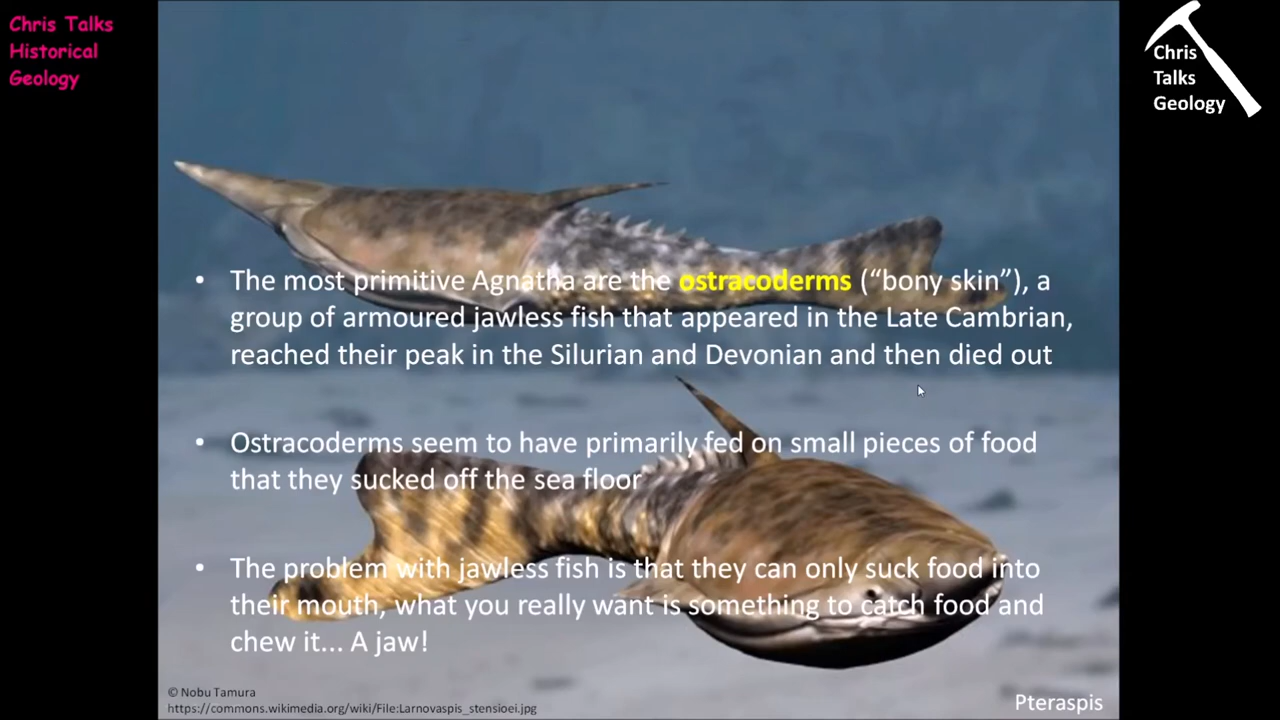 Chris Talks
Historical
Geology
Chris
Talks
Geology
• The most primitive Agnatha are the ostracoderms (“bony skin”), a
group of armoured jawless fish that appeared in the Late Cambrian,
reached their peak in the Silurian and Devonian and then died out
• Ostracoderms seem to have primarily fed on small pieces of food
that they sucked off the sea floor
• The problem with jawless fish is that they can only suck food into
their mouth, what you really want is something to catch food and
chew it... A jaw!
© Nobu Tamura
https://commons.wikimedia.org/wiki/File:Larnovaspis_stensioei.jpg
Pteraspis